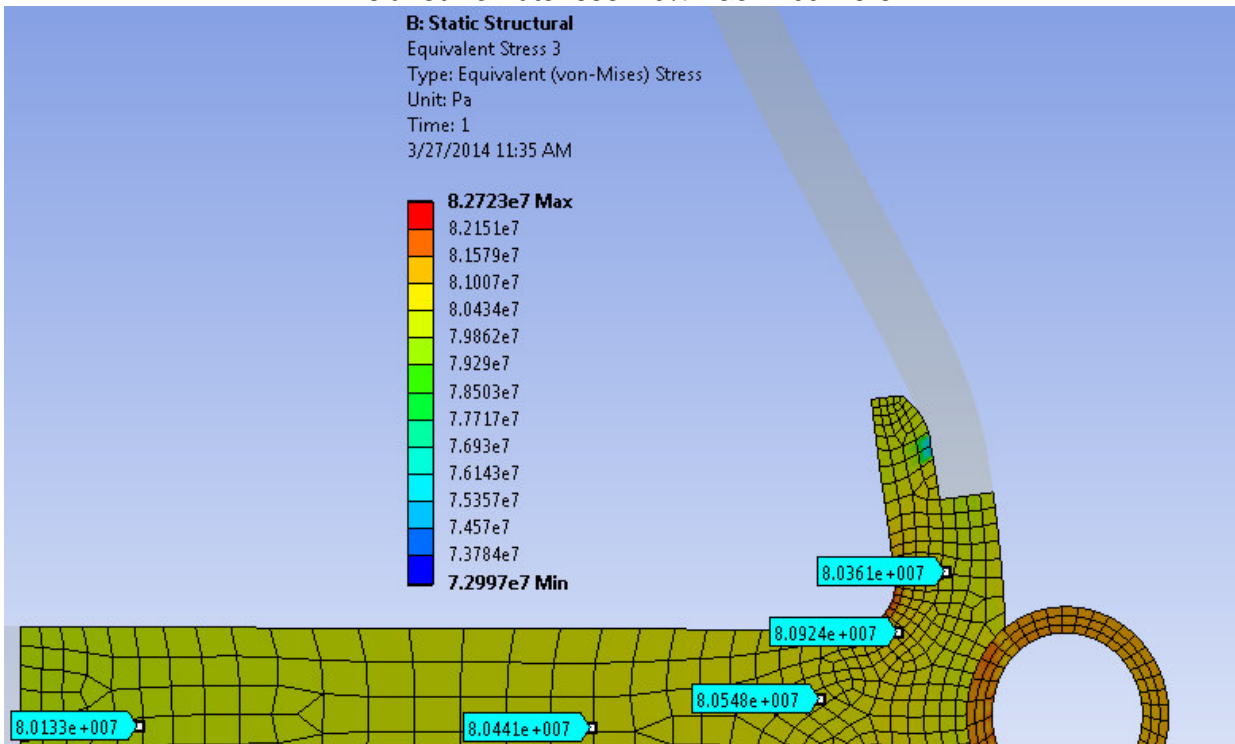 B: Static Structural
Equivalent Stress 3
Type: Equivalent (von-Mises) Stress
Unit: Pa
Time: 1
3/27/2014 11:35 AM
8.2723e7 Max
8.2151e7
8.1579e7
8.1007e7
8.0434e7
7.9862e7
7.929e7
7.8503e7
7.7717e7
7.693e7
7.6143e7
7.5357e7
7.457e7
7.3784e7
7.2997e7 Min
8.0361e+007
8.0924e+007
8.0548e+007
8.0133e+007
8.0441e+007